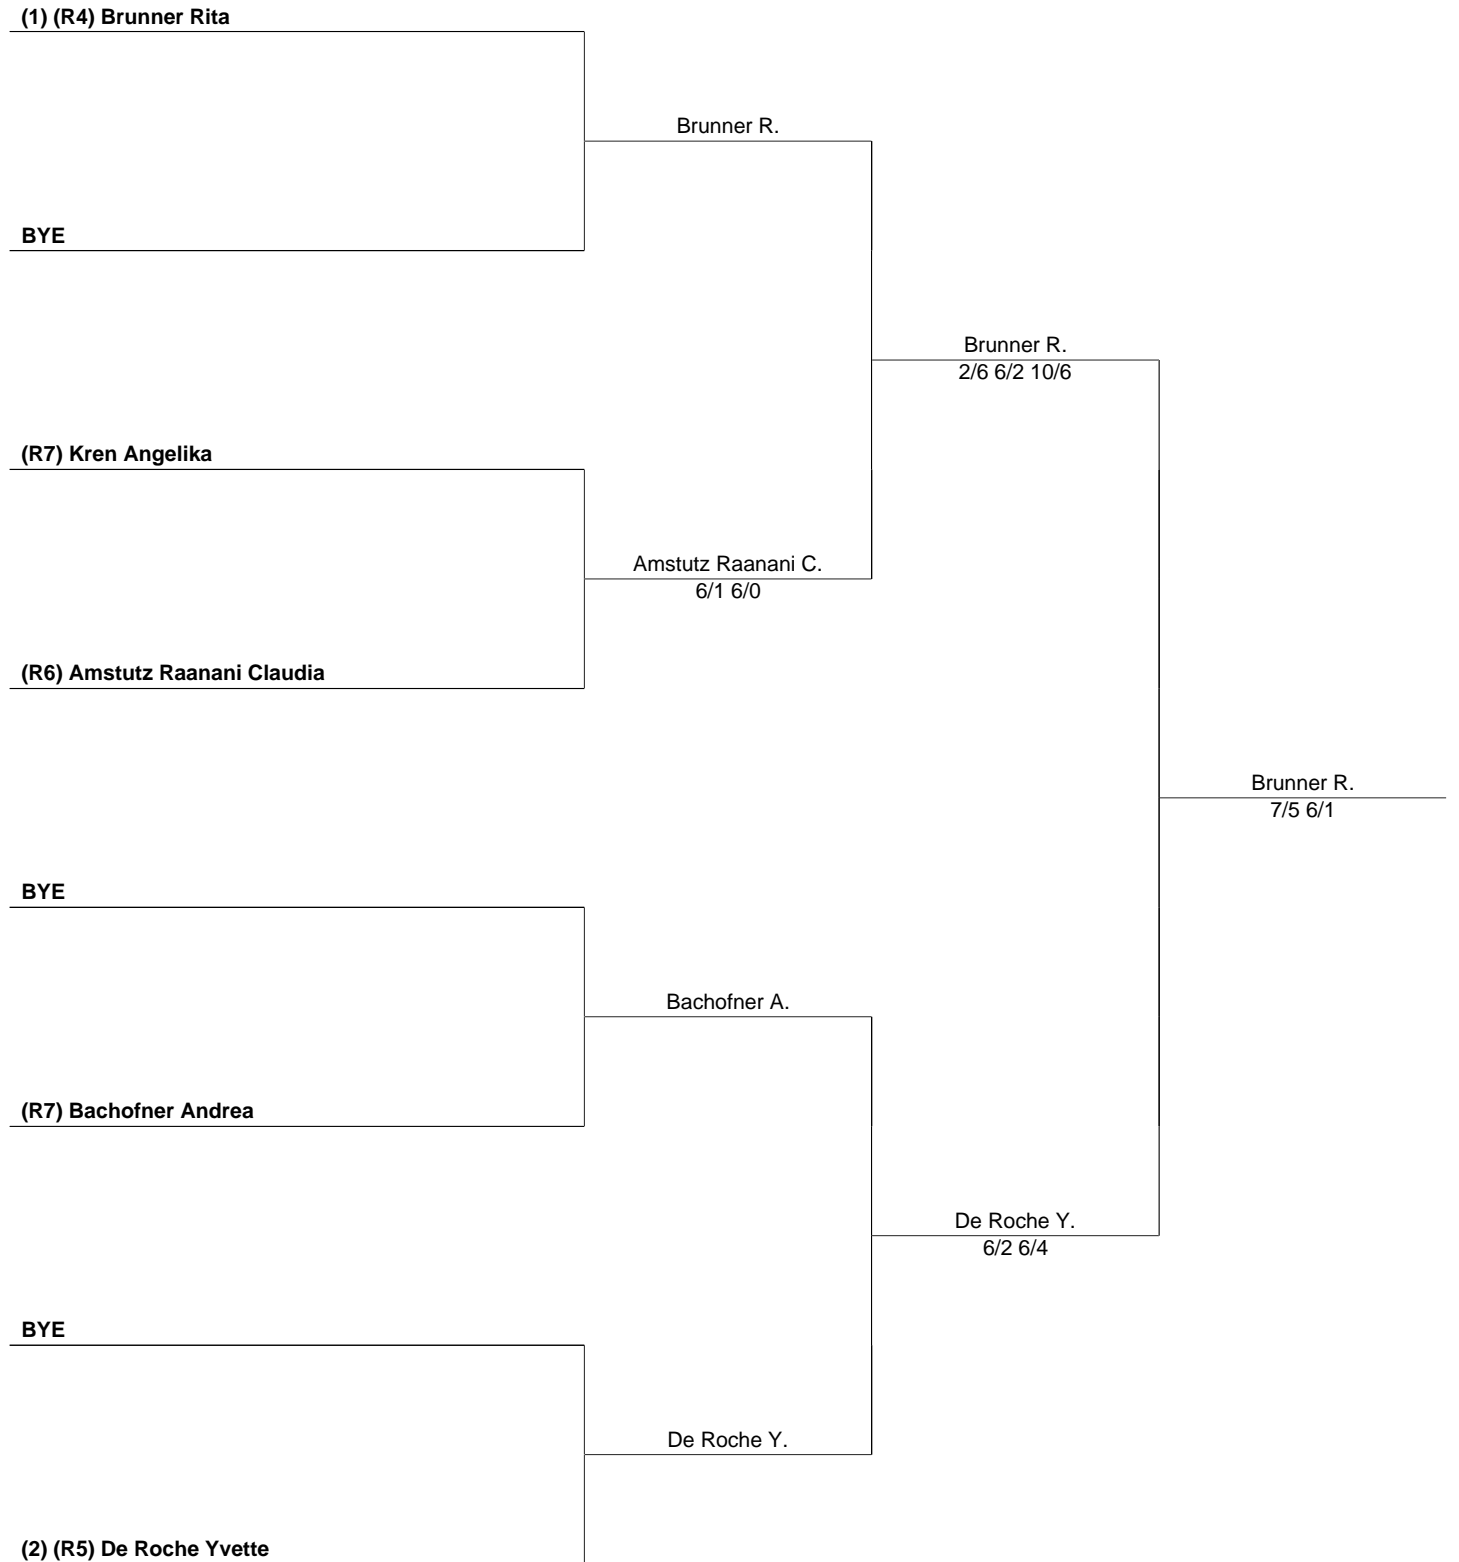 (1) (R4) Brunner Rita
Brunner R.
BYE
Brunner R.
2/6 6/2 10/6
(R7) Kren Angelika
Amstutz Raanani C.
6/1 6/0
(R6) Amstutz Raanani Claudia
Brunner R.
7/5 6/1
BYE
Bachofner A.
(R7) Bachofner Andrea
De Roche Y.
6/2 6/4
BYE
De Roche Y.
(2) (R5) De Roche Yvette